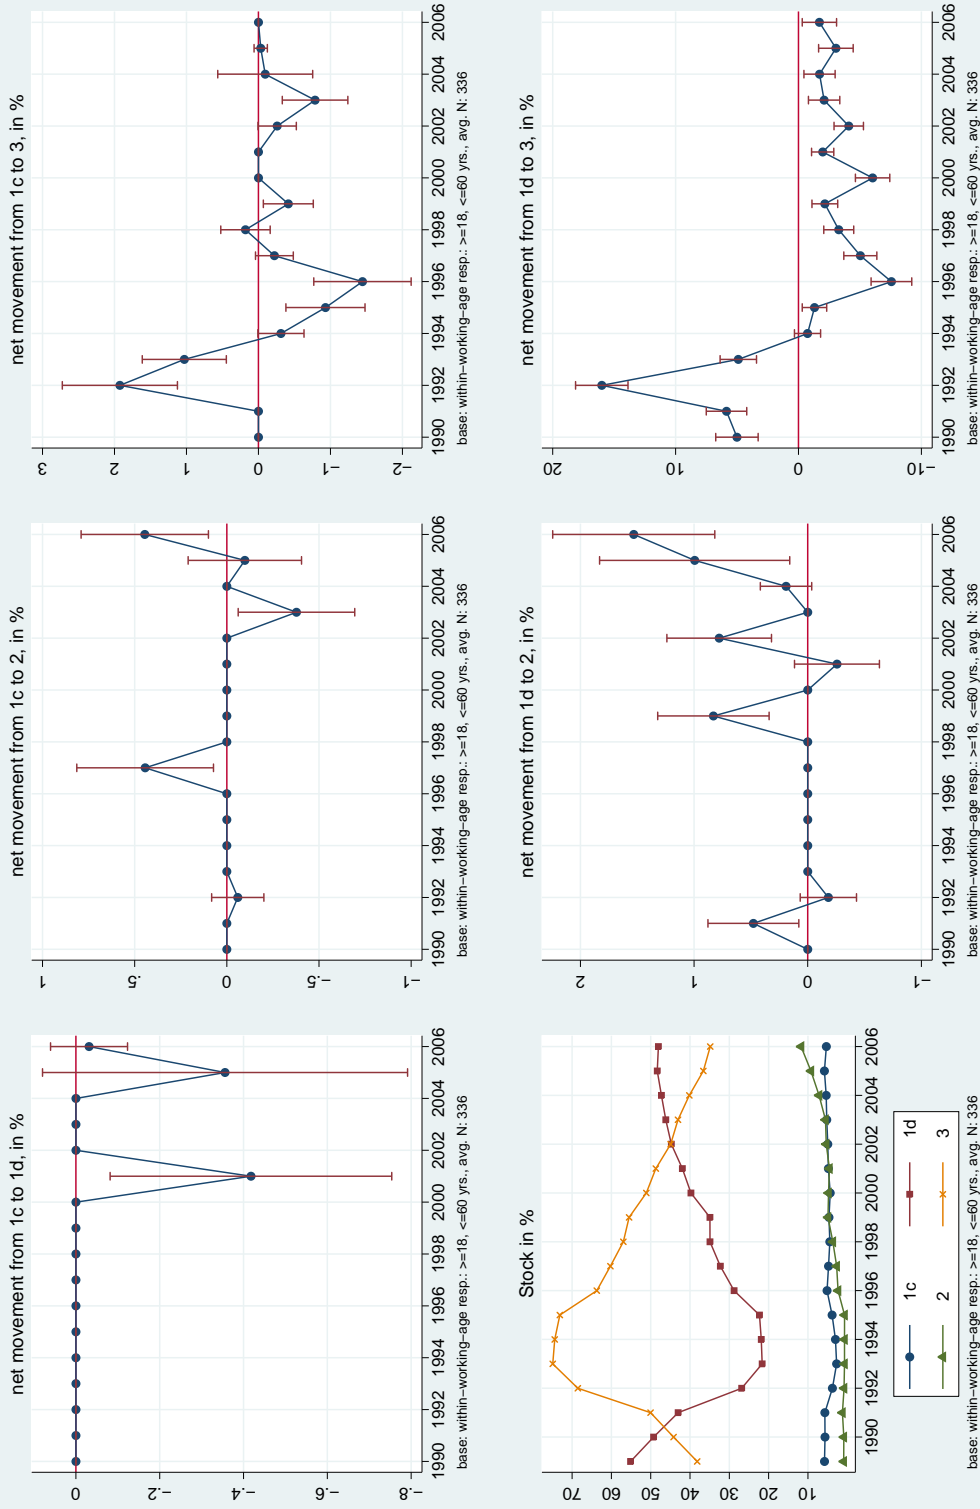 net movement from 1c to 1d, in %
0
-.2
-.4
-.6
-.8
1990 1992 1994 1996 1998 2000 2002 2004 2006
base: within-working-age resp.: >=18, <=60 yrs., avg. N: 336
net movement from 1c to 2, in %
1
.5
0
-.5
-1
1990 1992 1994 1996 1998 2000 2002 2004 2006
base: within-working-age resp.: >=18, <=60 yrs., avg. N: 336
net movement from 1c to 3, in %
3
2
1
0
-1
-2
1990 1992 1994 1996 1998 2000 2002 2004 2006
base: within-working-age resp.: >=18, <=60 yrs., avg. N: 336
Stock in %
70
60
50
40
30
20
10
1990 1992 1994 1996 1998 2000 2002 2004 2006
1c 1d
2 3
base: within-working-age resp.: >=18, <=60 yrs., avg. N: 336
net movement from 1d to 2, in %
2
1
0
-1
1990 1992 1994 1996 1998 2000 2002 2004 2006
base: within-working-age resp.: >=18, <=60 yrs., avg. N: 336
net movement from 1d to 3, in %
20
10
0
-10
1990 1992 1994 1996 1998 2000 2002 2004 2006
base: within-working-age resp.: >=18, <=60 yrs., avg. N: 336